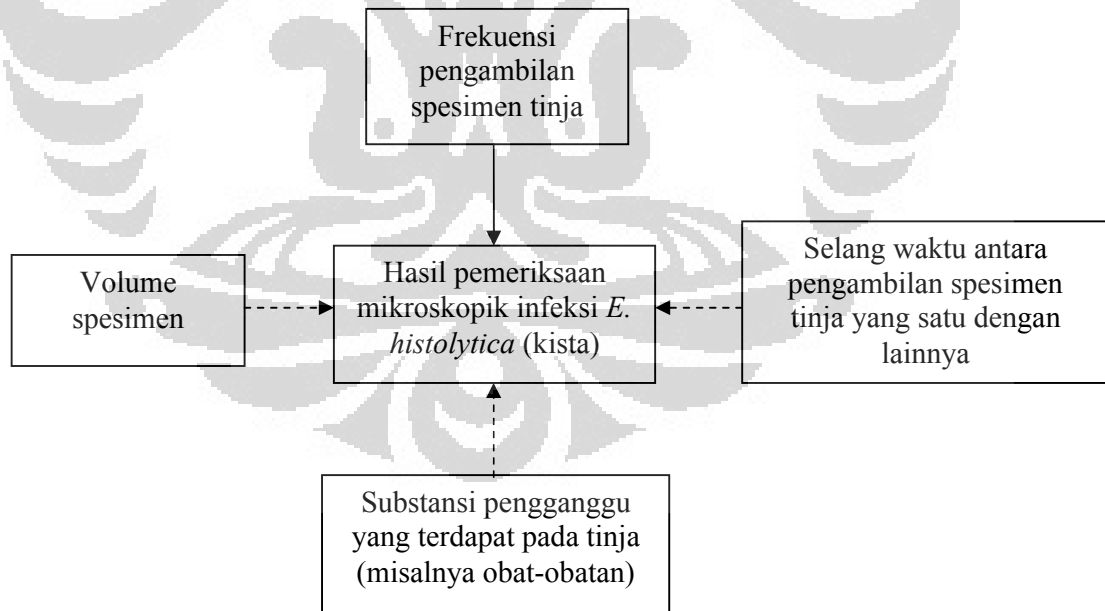 Frekuensi
pengambilan
spesimen tinja
Volume
spesimen
Hasil pemeriksaan
mikroskopik infeksi E.
histolytica (kista)
Selang waktu antara
pengambilan spesimen
tinja yang satu dengan
lainnya
Substansi pengganggu
yang terdapat pada tinja
(misalnya obat-obatan)